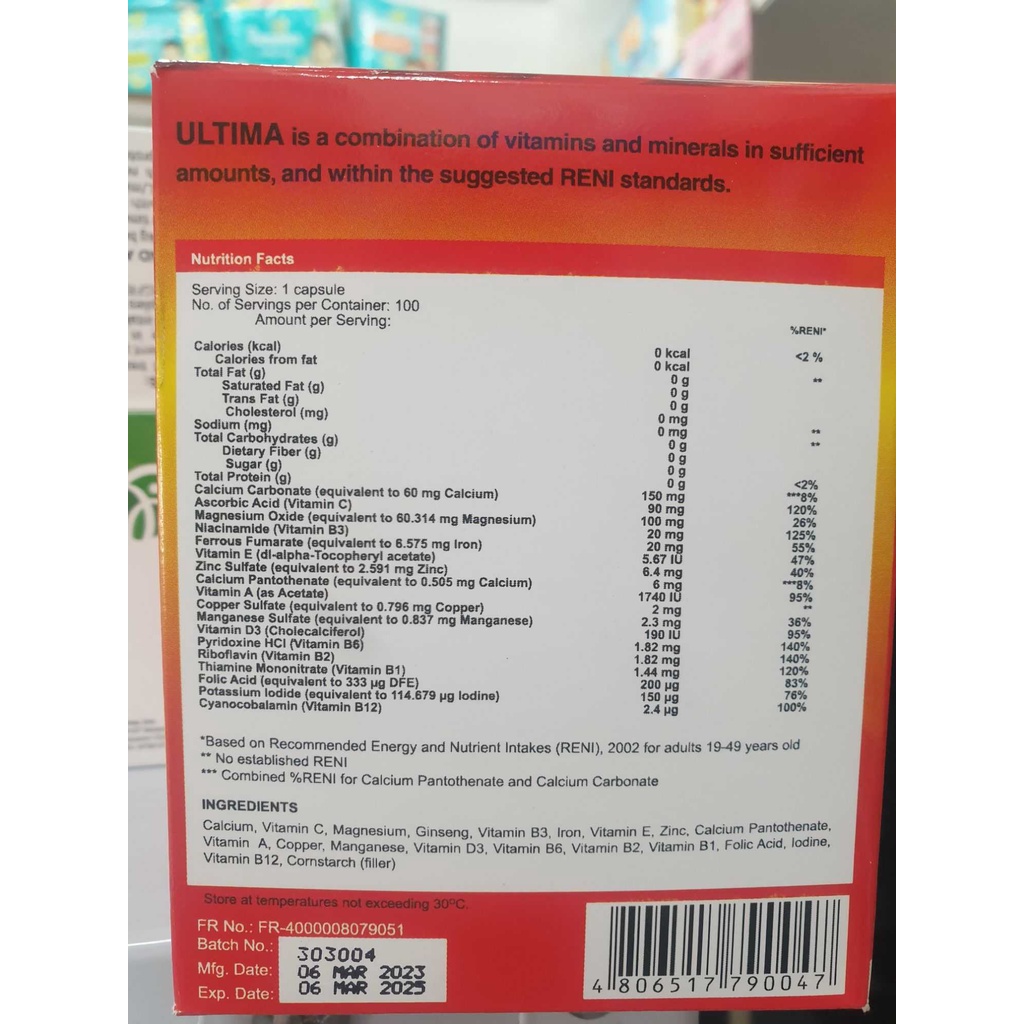 ULTIMA is a combination of vitamins and minerals in sufficient
amounts, and within the suggested RENI standards.
Nutrition Facts
Serving Size: 1 capsule
No. of Servings per Container: 100
Amount per Serving:
%RENI*
Calories (kcal) 0 kcal <2 %
Calories from fat 0 kcal
Total Fat (g) 0 g **
Saturated Fat (g) 0 g
Trans Fat (g) 0 g
Cholesterol (mg) 0 mg
Sodium (mg) 0 mg **
Total Carbohydrates (g) 0 g **
Dietary Fiber (g) 0 g
Sugar (g) 0 g
Total Protein (g) 0 g <2%
Calcium Carbonate (equivalent to 60 mg Calcium) 150 mg ***8%
Ascorbic Acid (Vitamin C) 90 mg 120%
Magnesium Oxide (equivalent to 60.314 mg Magnesium) 100 mg 26%
Niacinamide (Vitamin B3) 20 mg 125%
Ferrous Fumarate (equivalent to 6.575 mg Iron) 20 mg 55%
Vitamin E (dl-alpha-Tocopheryl acetate) 5.67 IU 47%
Zinc Sulfate (equivalent to 2.591 mg Zinc) 6.4 mg 40%
Calcium Pantothenate (equivalent to 0.505 mg Calcium) 6 mg ***8%
Vitamin A (as Acetate) 1740 IU 95%
Copper Sulfate (equivalent to 0.796 mg Copper) 2 mg **
Manganese Sulfate (equivalent to 0.837 mg Manganese) 2.3 mg 36%
Vitamin D3 (Cholecalciferol) 190 IU 95%
Pyridoxine HCl (Vitamin B6) 1.82 mg 140%
Riboflavin (Vitamin B2) 1.82 mg 140%
Thiamine Mononitrate (Vitamin B1) 1.44 mg 120%
Folic Acid (equivalent to 333 µg DFE) 200 µg 83%
Potassium Iodide (equivalent to 114.679 µg Iodine) 150 µg 76%
Cyanocobalamin (Vitamin B12) 2.4 µg 100%
*Based on Recommended Energy and Nutrient Intakes (RENI), 2002 for adults 19-49 years old
** No established RENI
*** Combined %RENI for Calcium Pantothenate and Calcium Carbonate
INGREDIENTS
Calcium, Vitamin C, Magnesium, Ginseng, Vitamin B3, Iron, Vitamin E, Zinc, Calcium Pantothenate,
Vitamin A, Copper, Manganese, Vitamin D3, Vitamin B6, Vitamin B2, Vitamin B1, Folic Acid, Iodine,
Vitamin B12, Cornstarch (filler)
Store at temperatures not exceeding 30ºC.
FR No.: FR-4000008079051
Batch No.: 303004
Mfg. Date: 06 MAR 2023
Exp. Date: 06 MAR 2025
4 806517 790047